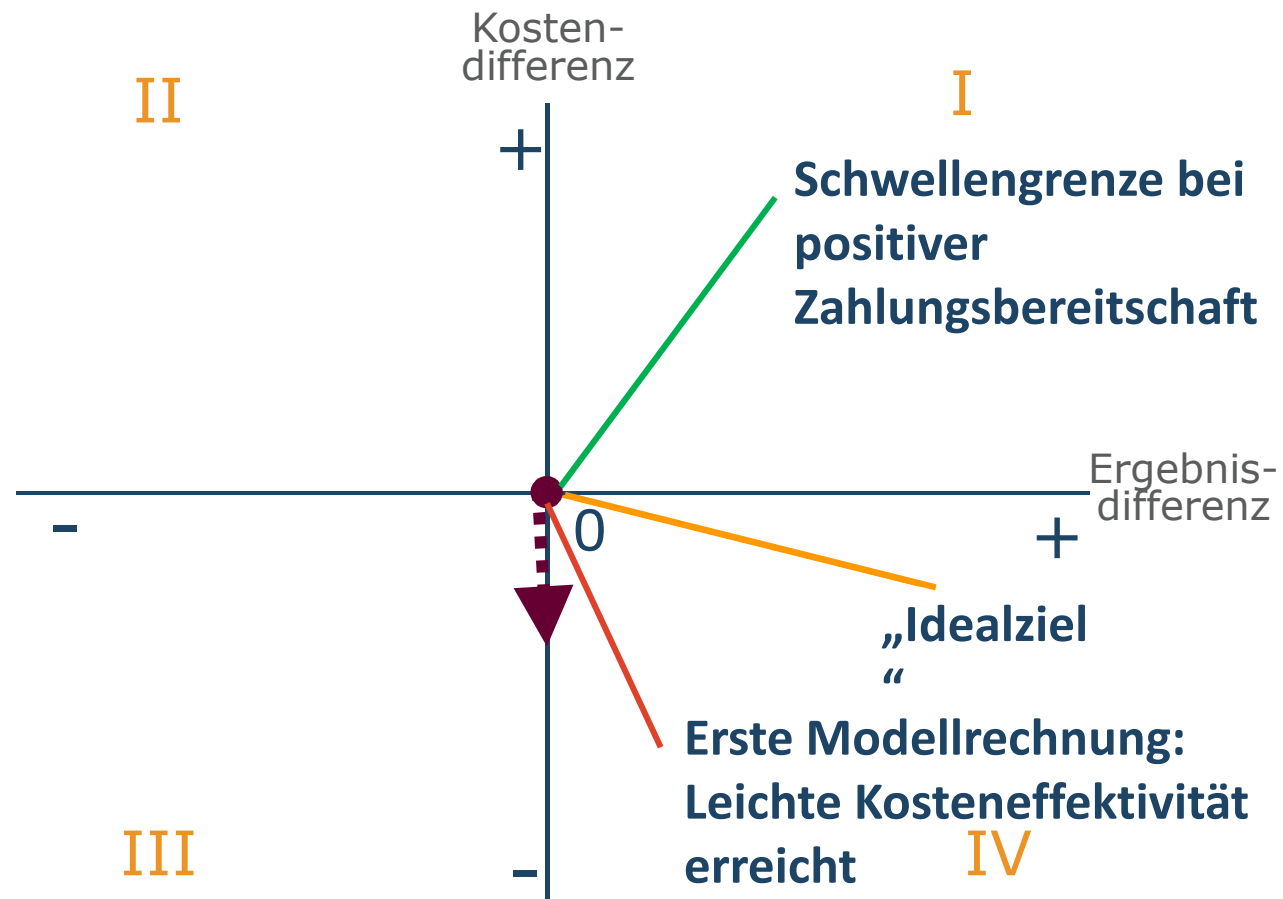 Kosten-
differenz
II
I
+
Schwellengrenze bei
positiver
Zahlungsbereitschaft
Ergebnis-
differenz
-
0
+
„Idealziel
“
Erste Modellrechnung:
Leichte Kosteneffektivität
erreicht
III
-
IV